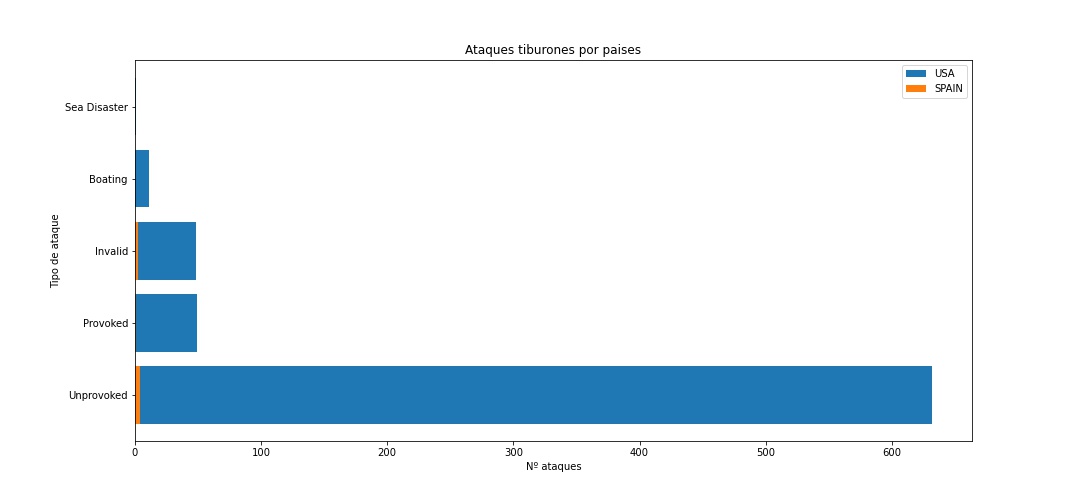 Ataques tiburones por paises
USA
SPAIN
Sea Disaster
Boating
Invalid
Provoked
Unprovoked
Tipo de ataque
0 100 200 300 400 500 600
Nº ataques